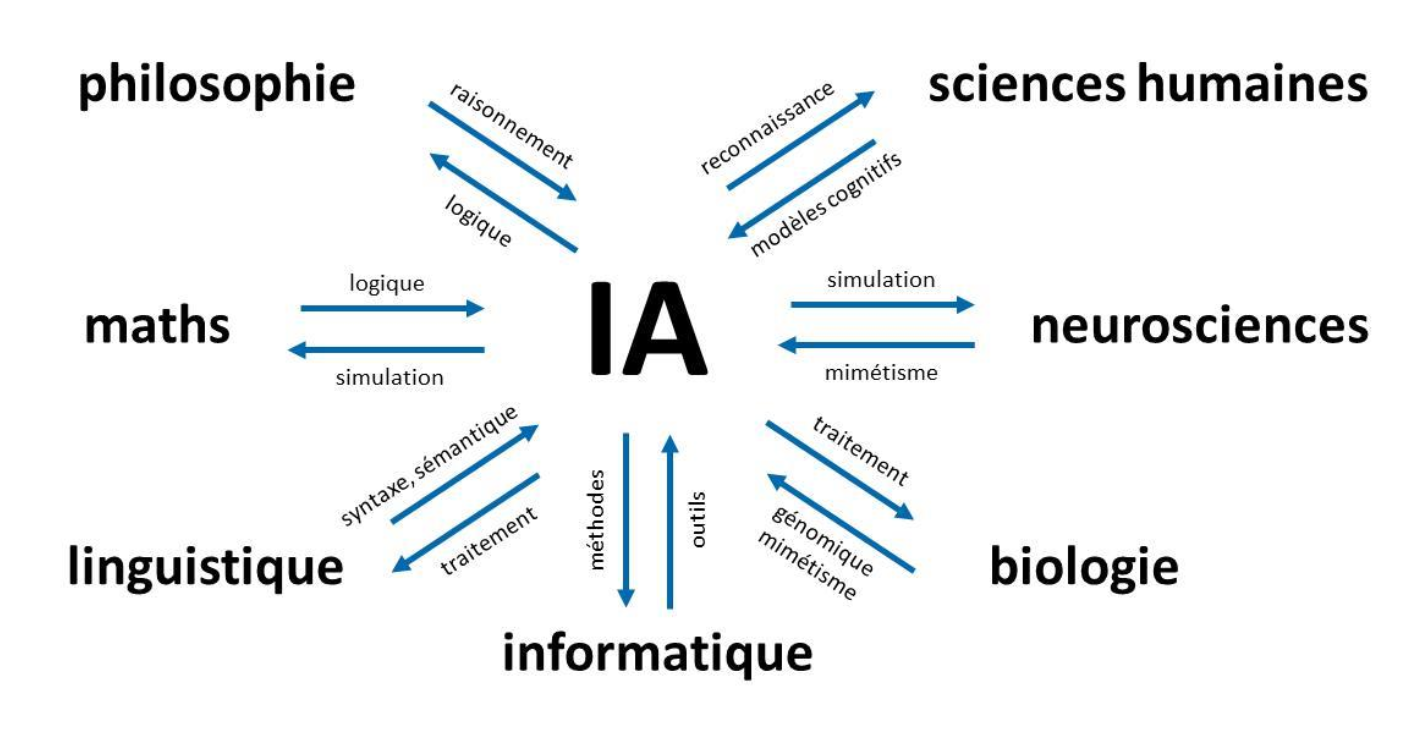 philosophie
raisonnement
logique
reconnaissance
modèles cognitifs
sciences humaines
maths
logique
simulation
IA
simulation
mimétisme
neurosciences
syntaxe, sémantique
traitement
linguistique
méthodes
outils
informatique
traitement
génomique
mimétisme
biologie